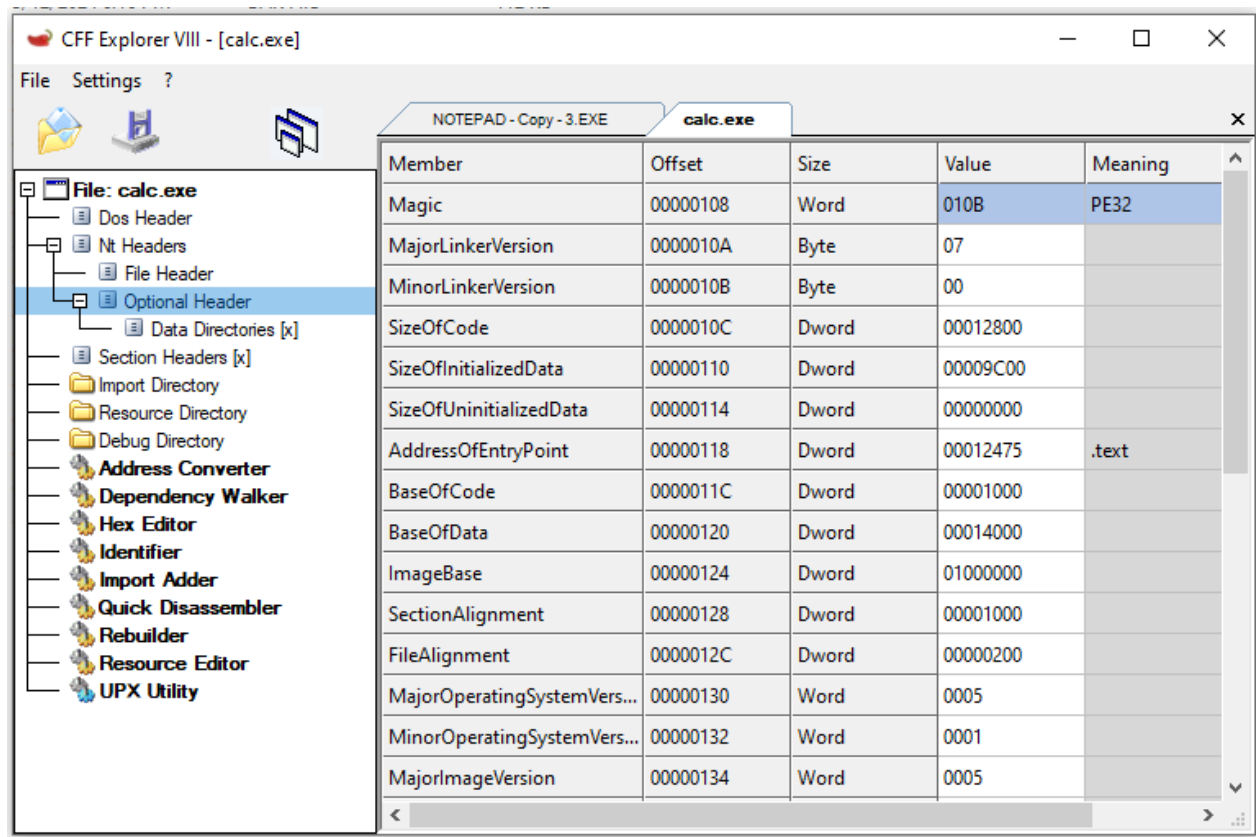 CFF Explorer VIII - [calc.exe]
File Settings ?
NOTEPAD - Copy - 3.EXE calc.exe
File: calc.exe
Dos Header
Nt Headers
File Header
Optional Header
Data Directories [x]
Section Headers [x]
Import Directory
Resource Directory
Debug Directory
Address Converter
Dependency Walker
Hex Editor
Identifier
Import Adder
Quick Disassembler
Rebuilder
Resource Editor
UPX Utility
Member Offset Size Value Meaning
Magic 00000108 Word 010B PE32
MajorLinkerVersion 0000010A Byte 07
MinorLinkerVersion 0000010B Byte 00
SizeOfCode 0000010C Dword 00012800
SizeOfInitializedData 00000110 Dword 00009C00
SizeOfUninitializedData 00000114 Dword 00000000
AddressOfEntryPoint 00000118 Dword 00012475 .text
BaseOfCode 0000011C Dword 00001000
BaseOfData 00000120 Dword 00014000
ImageBase 00000124 Dword 01000000
SectionAlignment 00000128 Dword 00001000
FileAlignment 0000012C Dword 00000200
MajorOperatingSystemVers... 00000130 Word 0005
MinorOperatingSystemVers... 00000132 Word 0001
MajorImageVersion 00000134 Word 0005